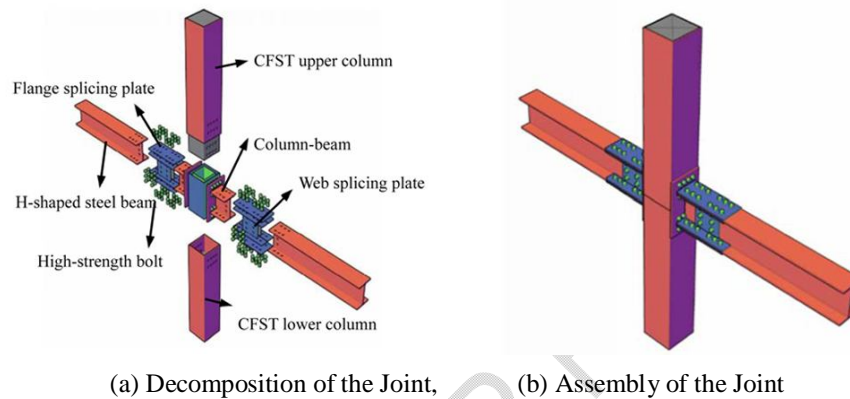 CFST upper column
Flange splicing plate
Column-beam
Web splicing plate
H-shaped steel beam
High-strength bolt
CFST lower column
(a) Decomposition of the Joint, (b) Assembly of the Joint